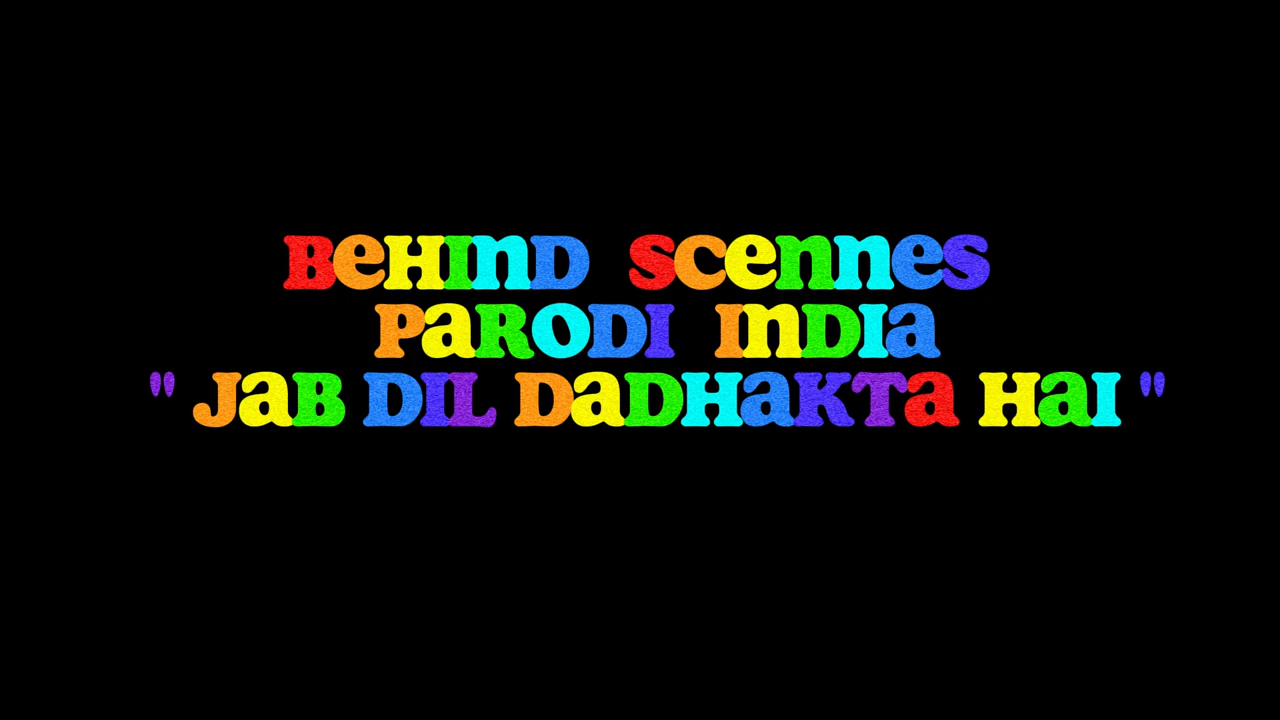 BeHInD SCenneS
PaRODI InDIa
" JaB DIL DaDHaKTa HaI "